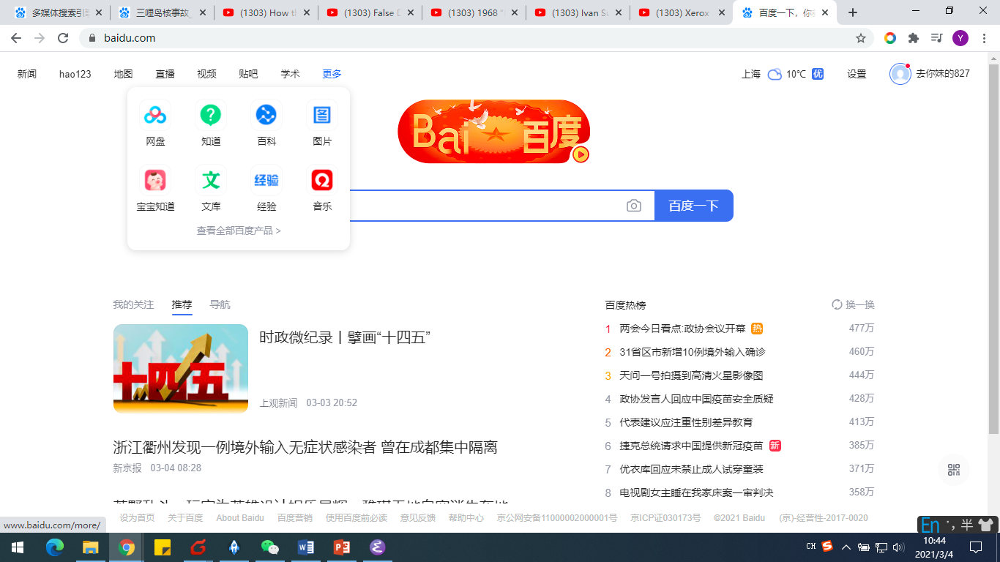 多媒体搜索引擎
三哩岛核事故_
(1303) How th
(1303) False D
(1303) 1968 "
(1303) Ivan Su
(1303) Xerox
百度一下，你
baidu.com
Y
新闻 hao123 地图 直播 视频 贴吧 学术 更多
上海 10℃ 优 设置 去你妹的827
网盘 知道 百科 图片
宝宝知道 文库 经验 音乐
查看全部百度产品 >
Bai 百度
百度一下
我的关注 推荐 导航
十四五
时政微纪录丨擘画“十四五”
上观新闻 03-03 20:52
浙江衢州发现一例境外输入无症状感染者 曾在成都集中隔离
新京报 03-04 08:28
百度热榜 换一换
1 两会今日看点:政协会议开幕 热 477万
2 31省区市新增10例境外输入确诊 460万
3 天问一号拍摄到高清火星影像图 444万
4 政协发言人回应中国疫苗安全质疑 428万
5 代表建议应注重性别差异教育 413万
6 捷克总统请求中国提供新冠疫苗 新 385万
7 优衣库回应未禁止成人试穿童装 371万
8 电视剧女主睡在我家床案一审判决 358万
设为首页 关于百度 About Baidu 百度营销 使用百度前必读 意见反馈 帮助中心 京公网安备11000002000001号 京ICP证030173号 ©2021 Baidu (京)-经营性-2017-0020
www.baidu.com/more/
En ·, 半
CH
10:44
2021/3/4